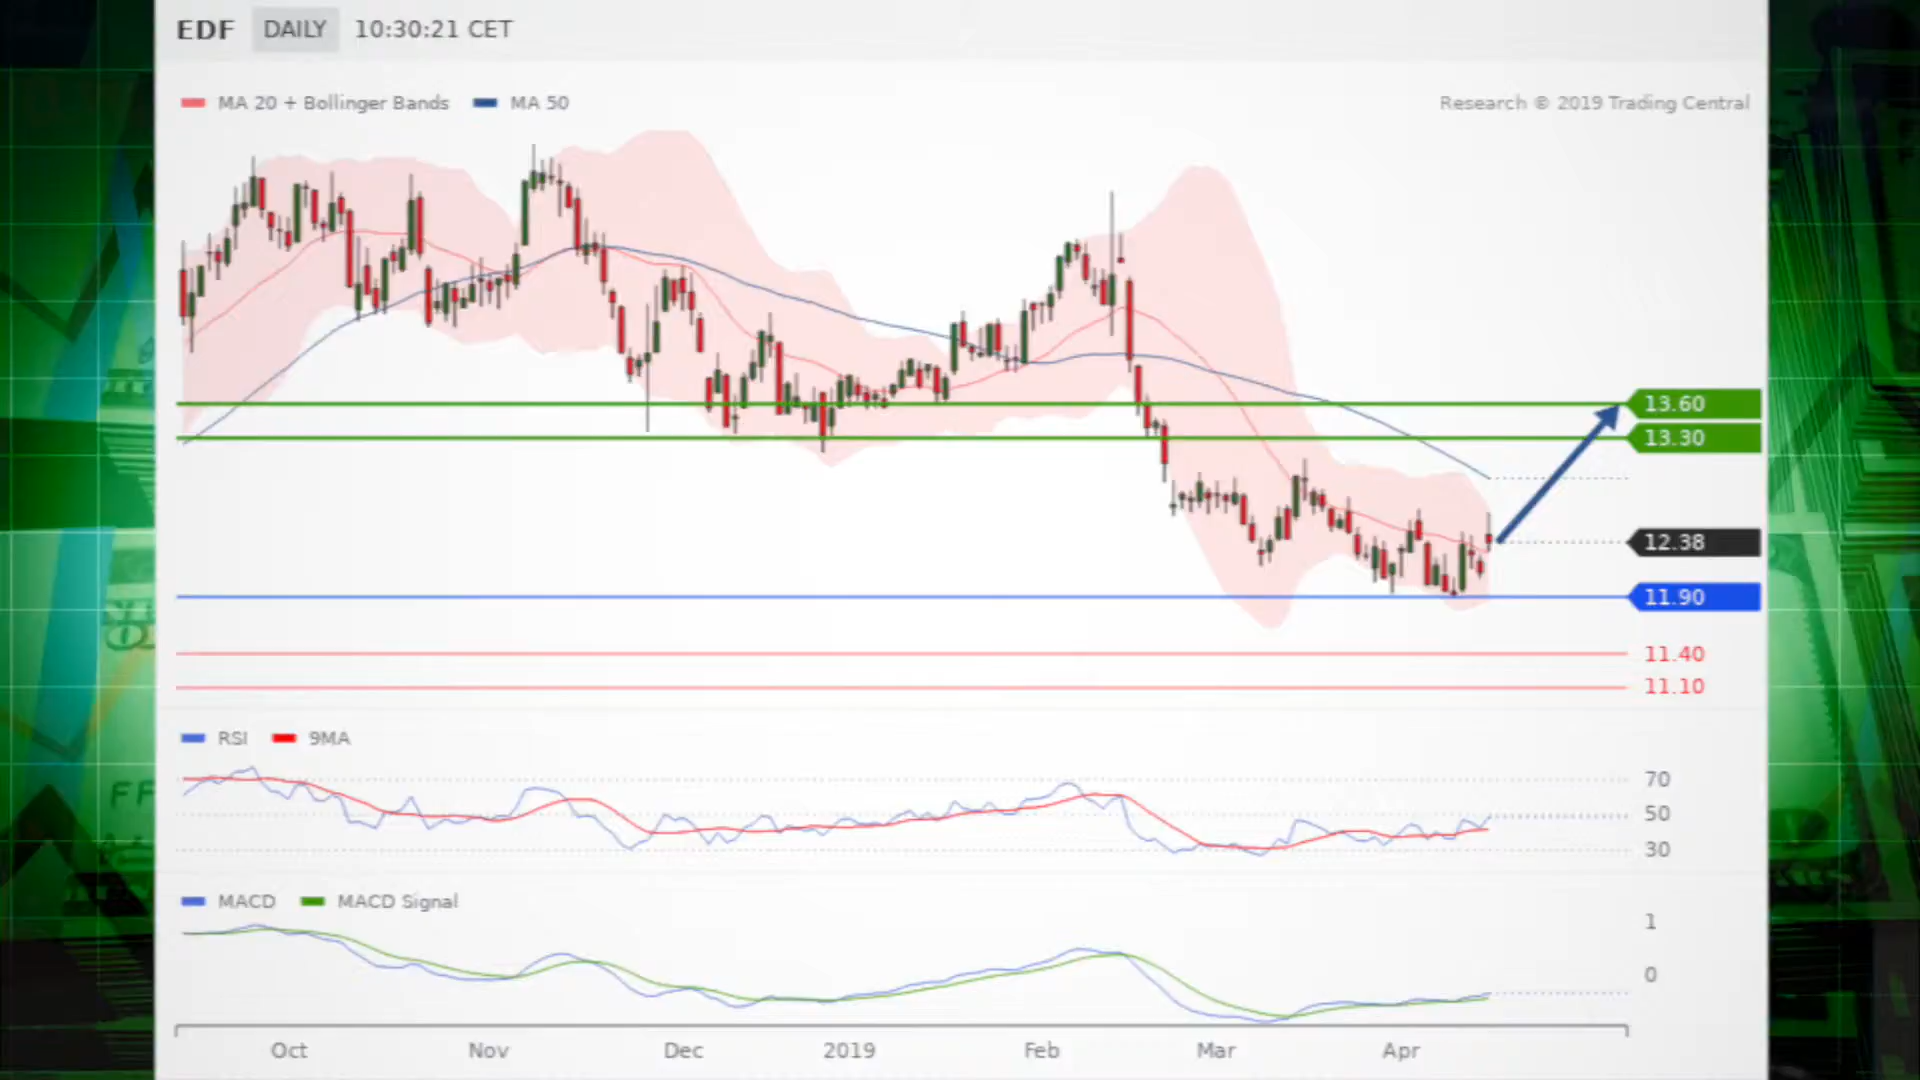 EDF DAILY 10:30:21 CET
MA 20 + Bollinger Bands MA 50
Research © 2019 Trading Central
13.60
13.30
12.38
11.90
11.40
11.10
RSI 9MA
70
50
30
MACD MACD Signal
1
0
Oct Nov Dec 2019 Feb Mar Apr